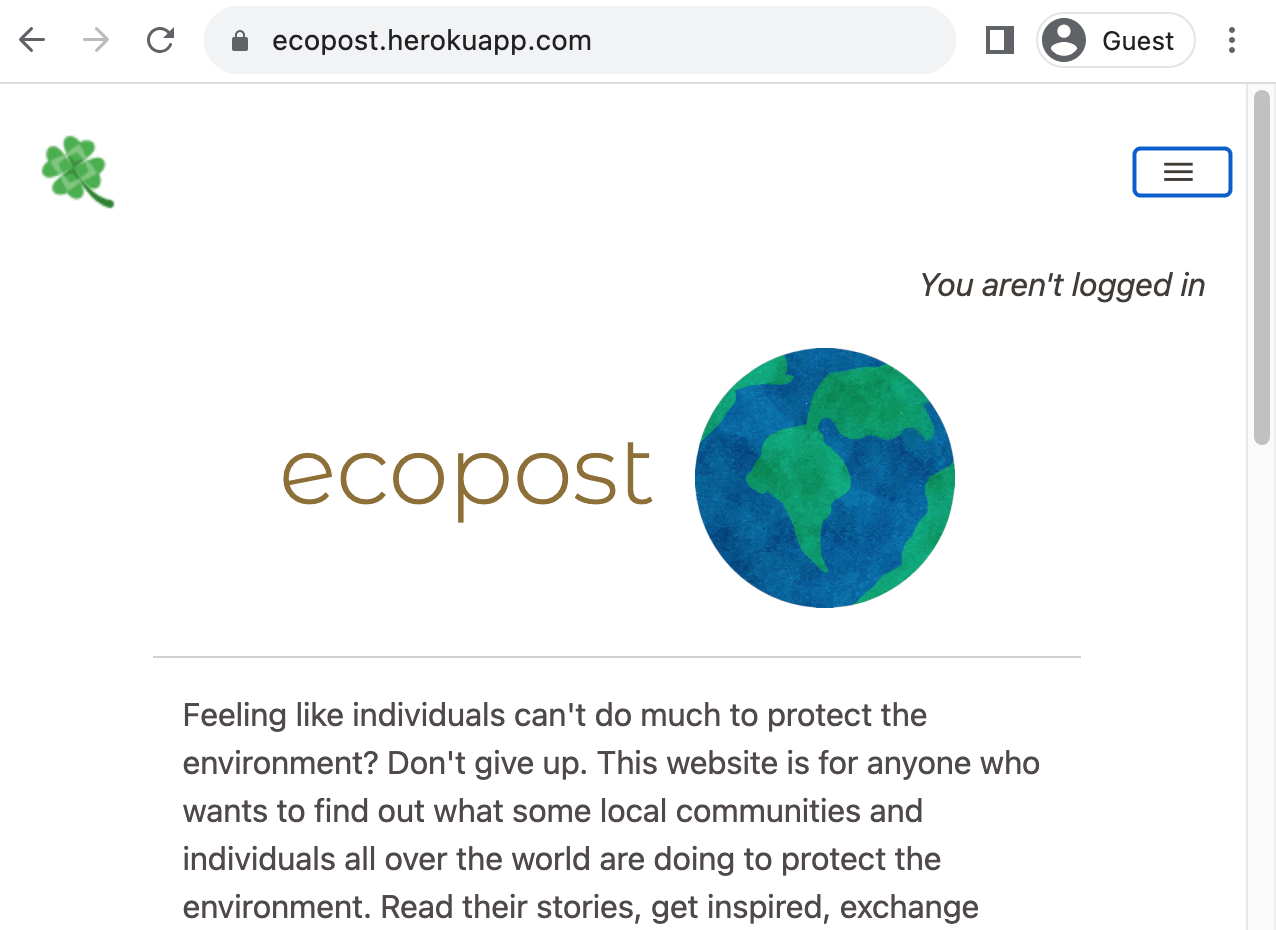 ecopost.herokuapp.com
Guest
You aren't logged in
ecopost
Feeling like individuals can't do much to protect the
environment? Don't give up. This website is for anyone who
wants to find out what some local communities and
individuals all over the world are doing to protect the
environment. Read their stories, get inspired, exchange